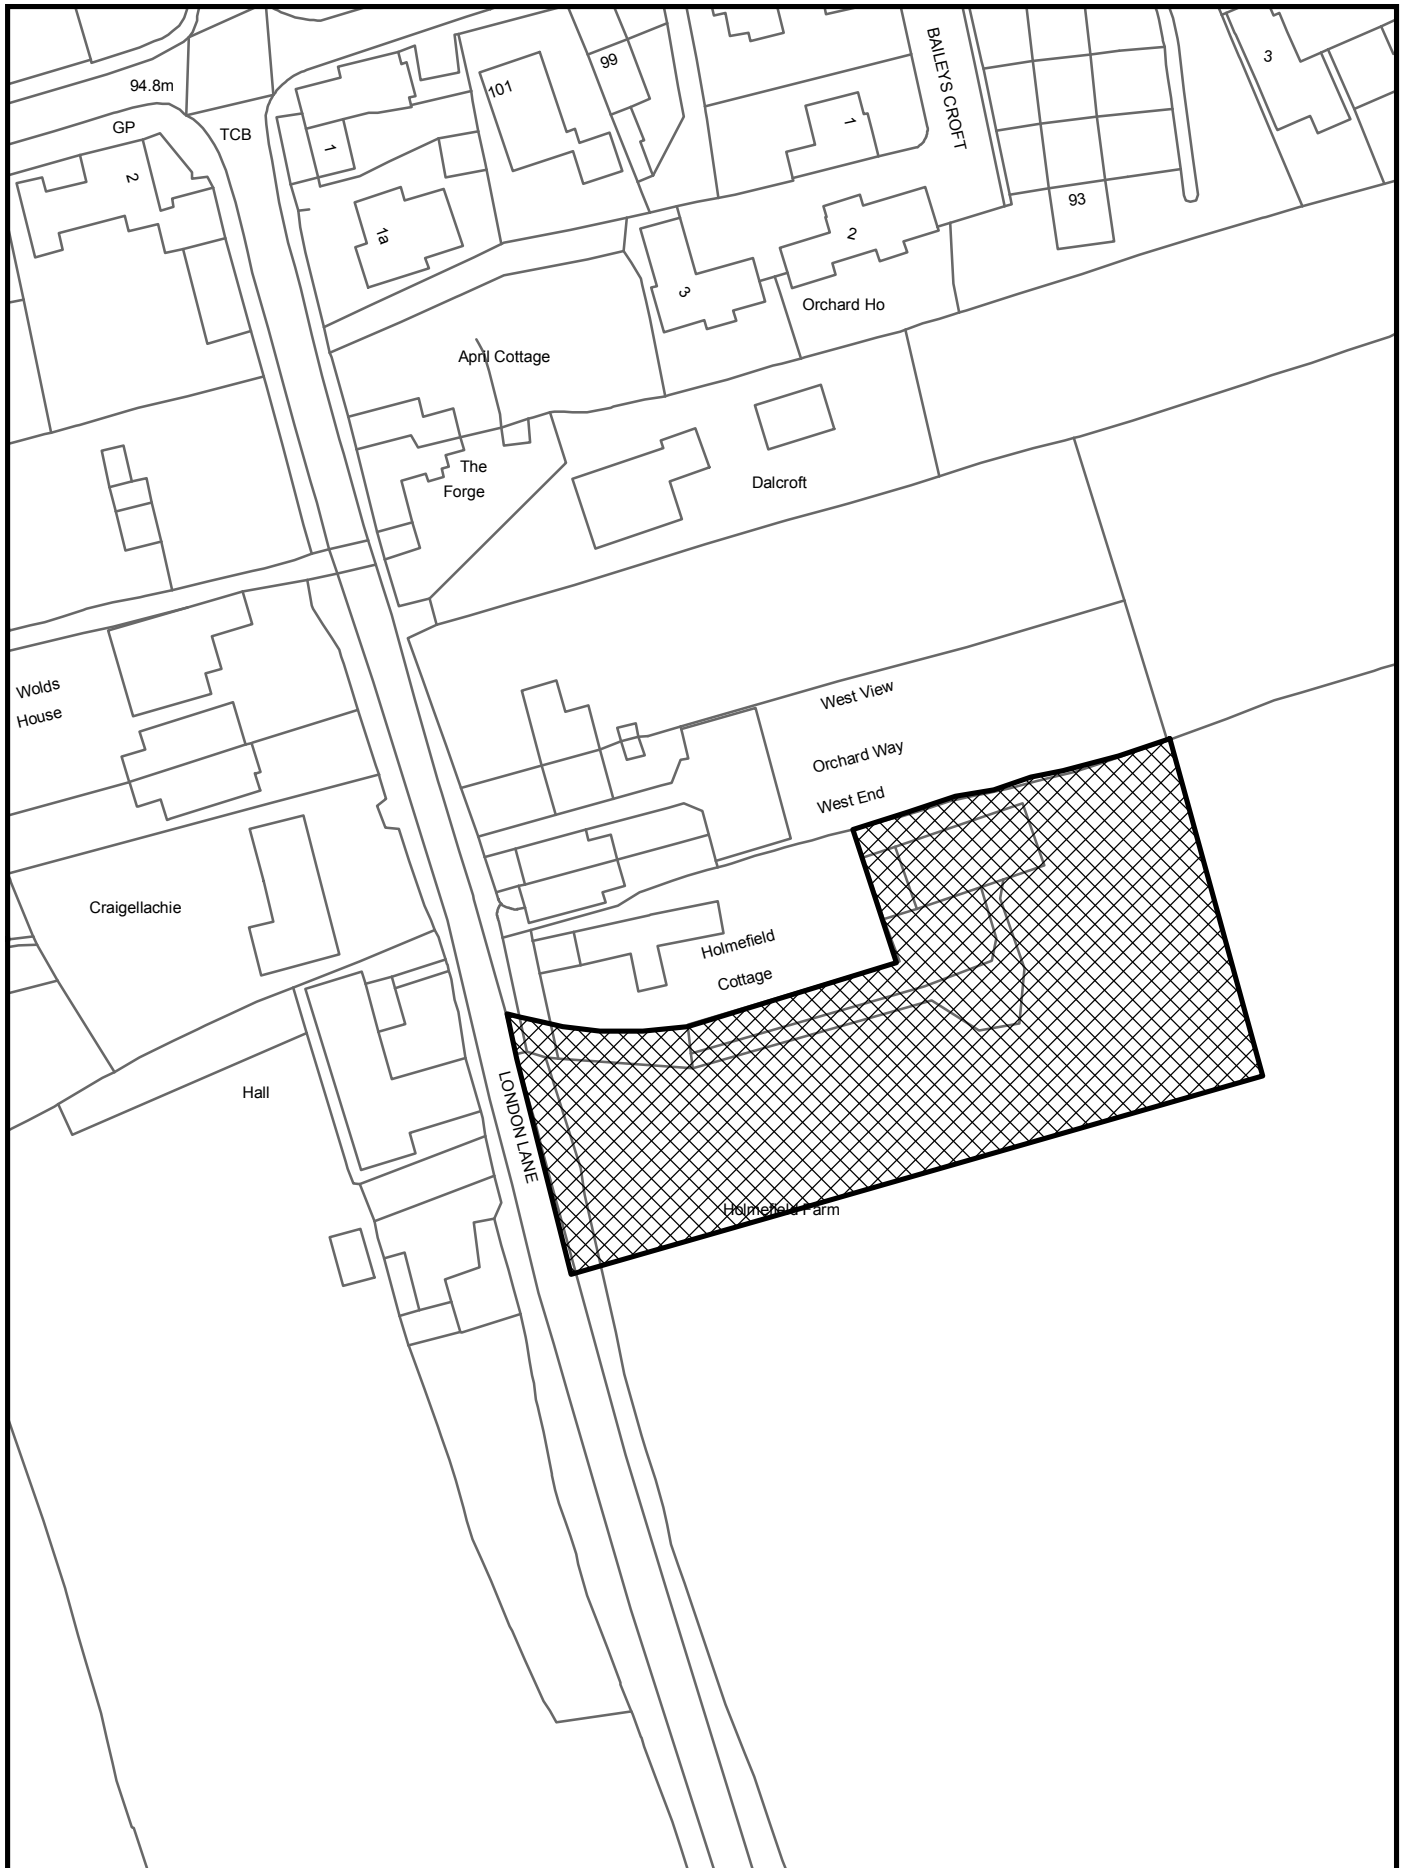 BAILEYS CROFT
3
99
101
94.8m
GP
TCB
1
1
2
93
1a
2
3
Orchard Ho
April Cottage
The
Forge
Dalcroft
Wolds
House
West View
Orchard Way
West End
Craigellachie
Holmefield
Cottage
Hall
LONDON LANE
Holmefield Farm